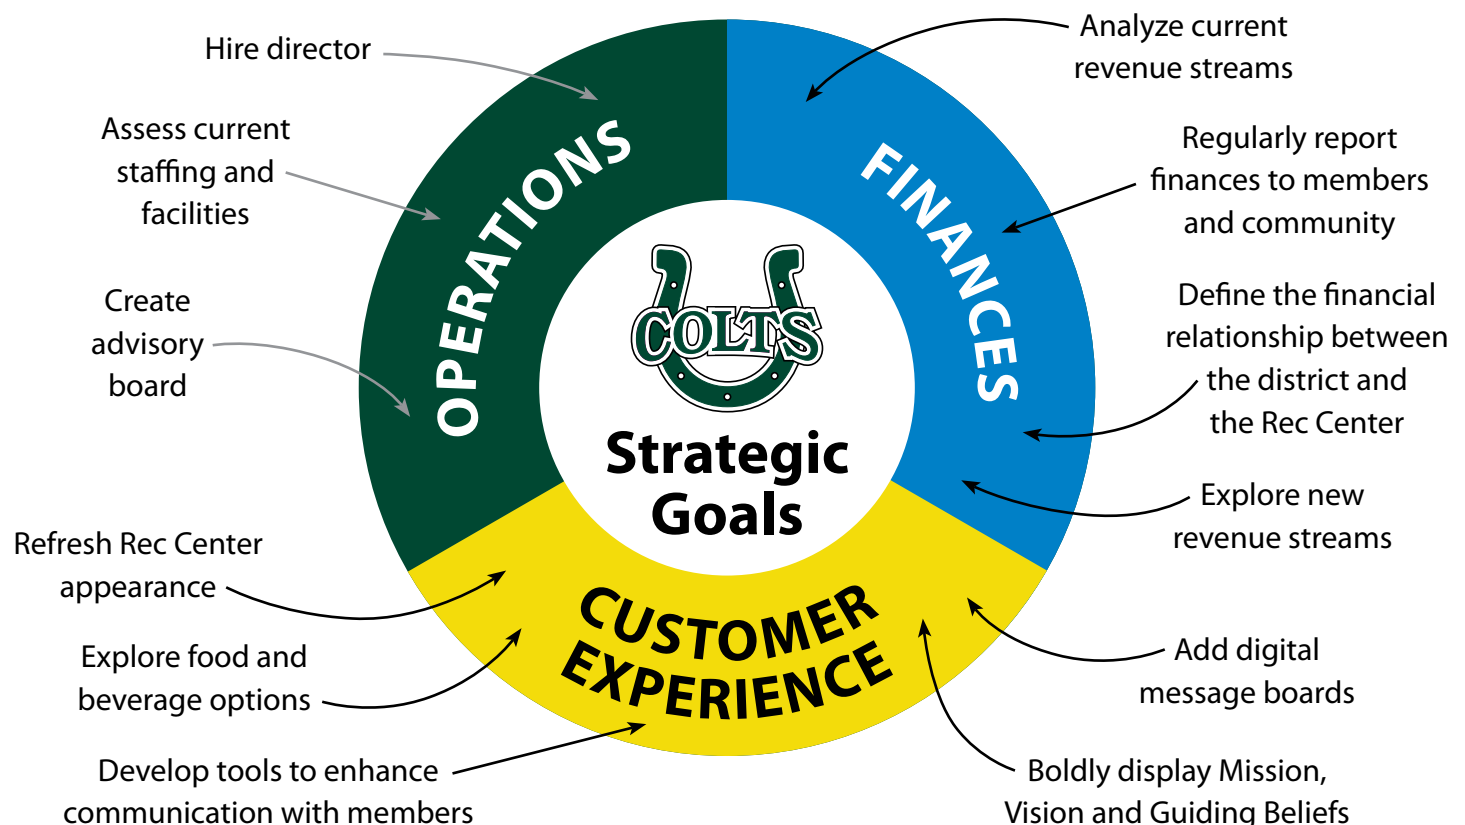 Hire director
Assess current
staffing and
facilities
Create
advisory
board
OPERATIONS
Analyze current
revenue streams
Regularly report
finances to members
and community
Define the financial
relationship between
the district and
the Rec Center
Explore new
revenue streams
FINANCES
COLTS
Strategic
Goals
Refresh Rec Center
appearance
Explore food and
beverage options
Develop tools to enhance
communication with members
CUSTOMER
EXPERIENCE
Add digital
message boards
Boldly display Mission,
Vision and Guiding Beliefs